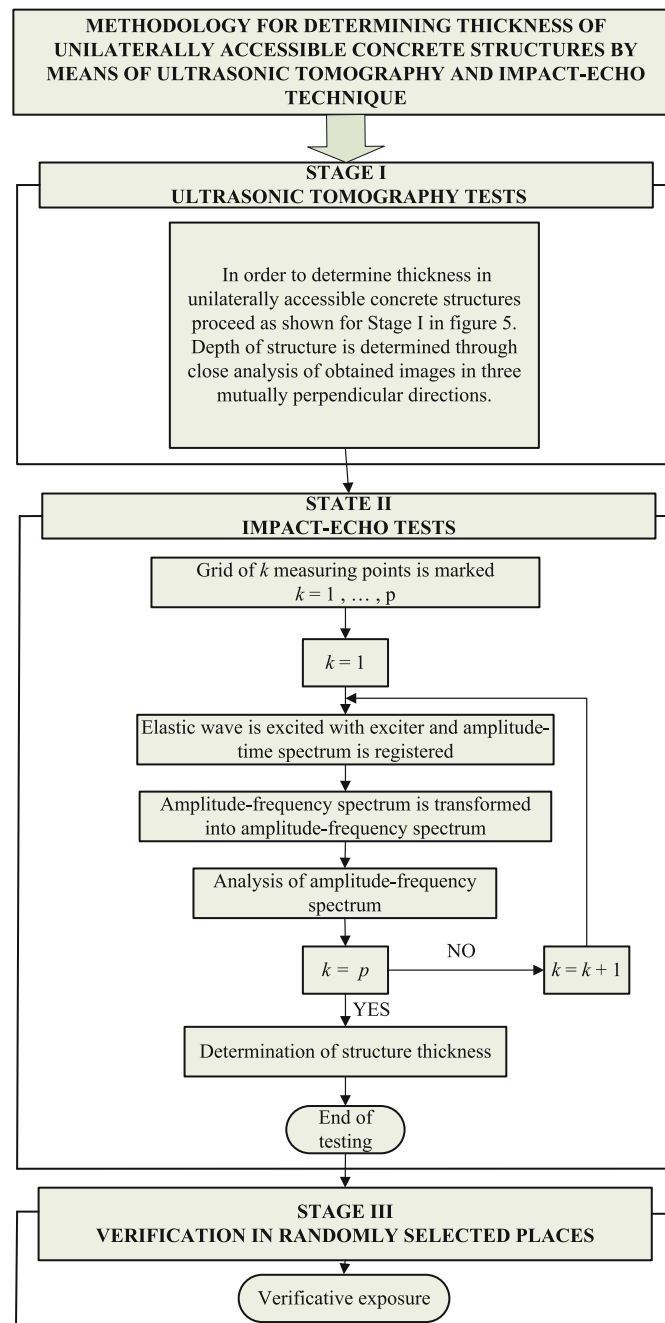 METHODOLOGY FOR DETERMINING THICKNESS OF
UNILATERALLY ACCESSIBLE CONCRETE STRUCTURES BY
MEANS OF ULTRASONIC TOMOGRAPHY AND IMPACT-ECHO
TECHNIQUE
STAGE I
ULTRASONIC TOMOGRAPHY TESTS
In order to determine thickness in
unilaterally accessible concrete structures
proceed as shown for Stage I in figure 5.
Depth of structure is determined through
close analysis of obtained images in three
mutually perpendicular directions.
STATE II
IMPACT-ECHO TESTS
Grid of k measuring points is marked
k = 1 , … , p
k = 1
Elastic wave is excited with exciter and amplitude-
time spectrum is registered
Amplitude-frequency spectrum is transformed
into amplitude-frequency spectrum
Analysis of amplitude-frequency
spectrum
k = p
NO
k = k + 1
YES
Determination of structure thickness
End of
testing
STAGE III
VERIFICATION IN RANDOMLY SELECTED PLACES
Verificative exposure